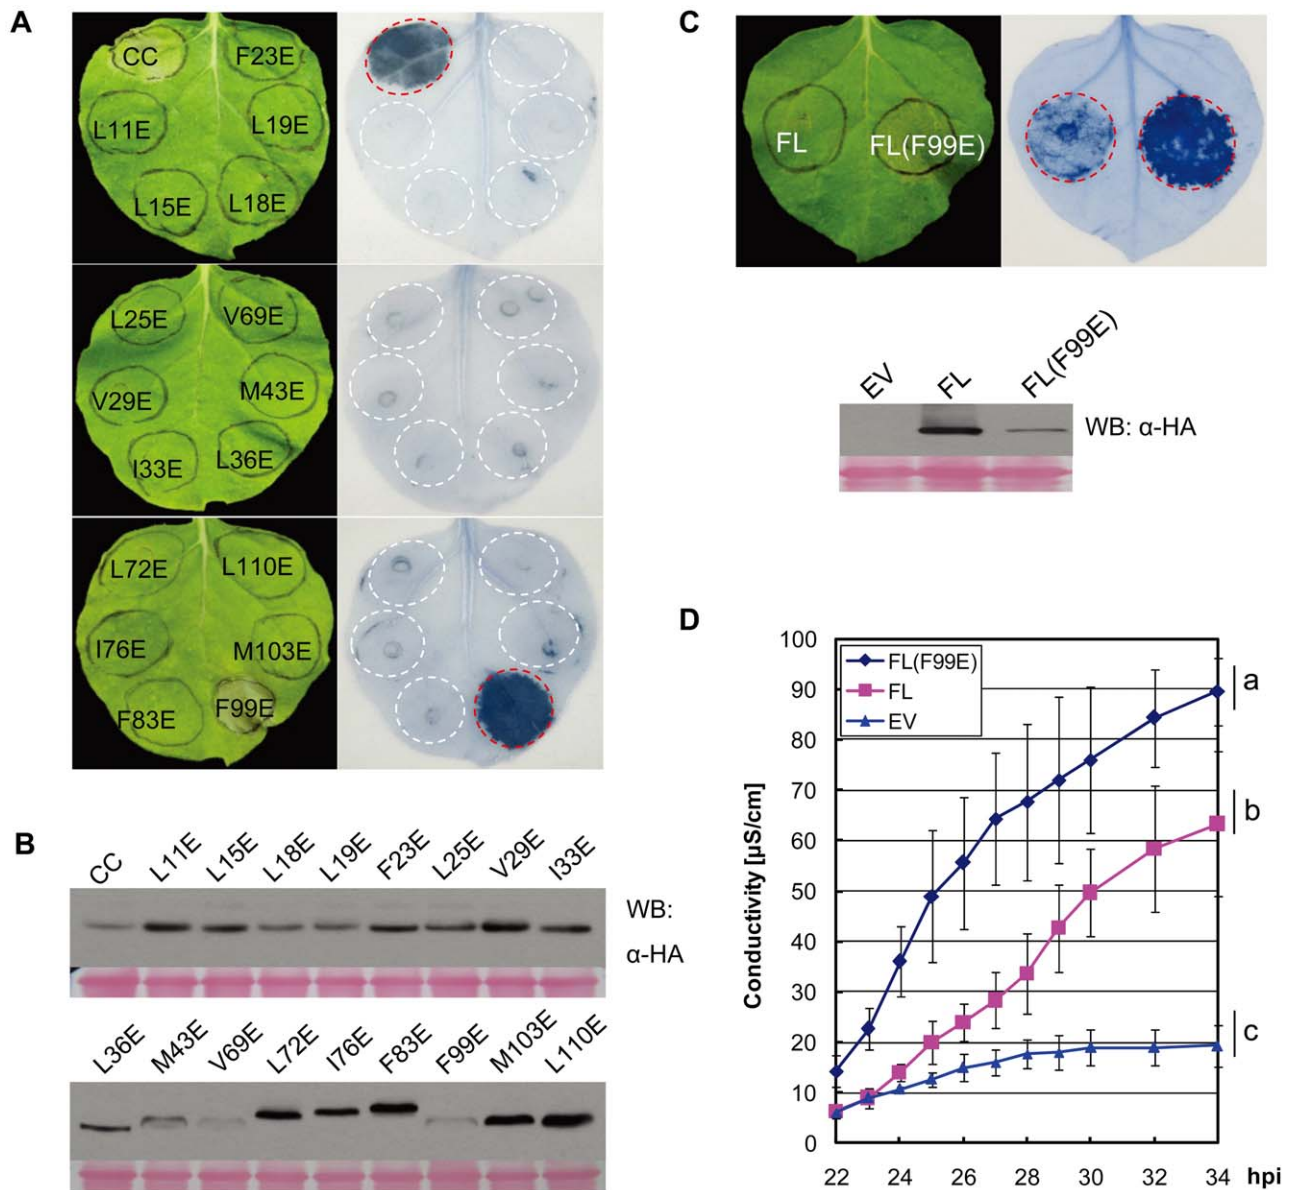 A
CC
F23E
L11E
L19E
L15E
L18E
L25E
V69E
V29E
M43E
I33E
L36E
L72E
L110E
I76E
M103E
F83E
F99E
B
CC L11E L15E L18E L19E F23E L25E V29E I33E
WB:
α-HA
L36E M43E V69E L72E I76E F83E F99E M103E L110E
C
FL
FL(F99E)
EV FL FL(F99E)
WB: α-HA
D
Conductivity [µS/cm]
100
90
80
70
60
50
40
30
20
10
0
FL(F99E)
FL
EV
a
b
c
22 24 26 28 30 32 34 hpi